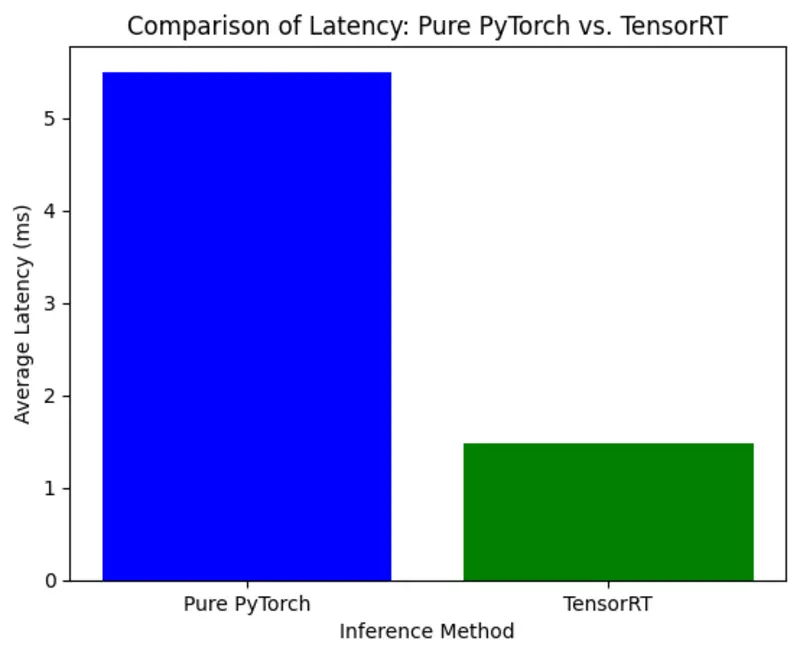 Comparison of Latency: Pure PyTorch vs. TensorRT
Average Latency (ms)
5
4
3
2
1
0
Pure PyTorch
TensorRT
Inference Method